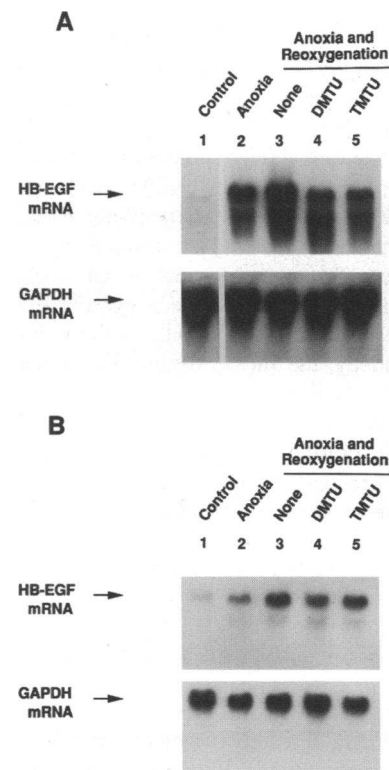 A
Anoxia and
Reoxygenation
Control Anoxia None DMTU TMTU
1 2 3 4 5
HB-EGF
mRNA
GAPDH
mRNA
B
Anoxia and
Reoxygenation
Control Anoxia None DMTU TMTU
1 2 3 4 5
HB-EGF
mRNA
GAPDH
mRNA